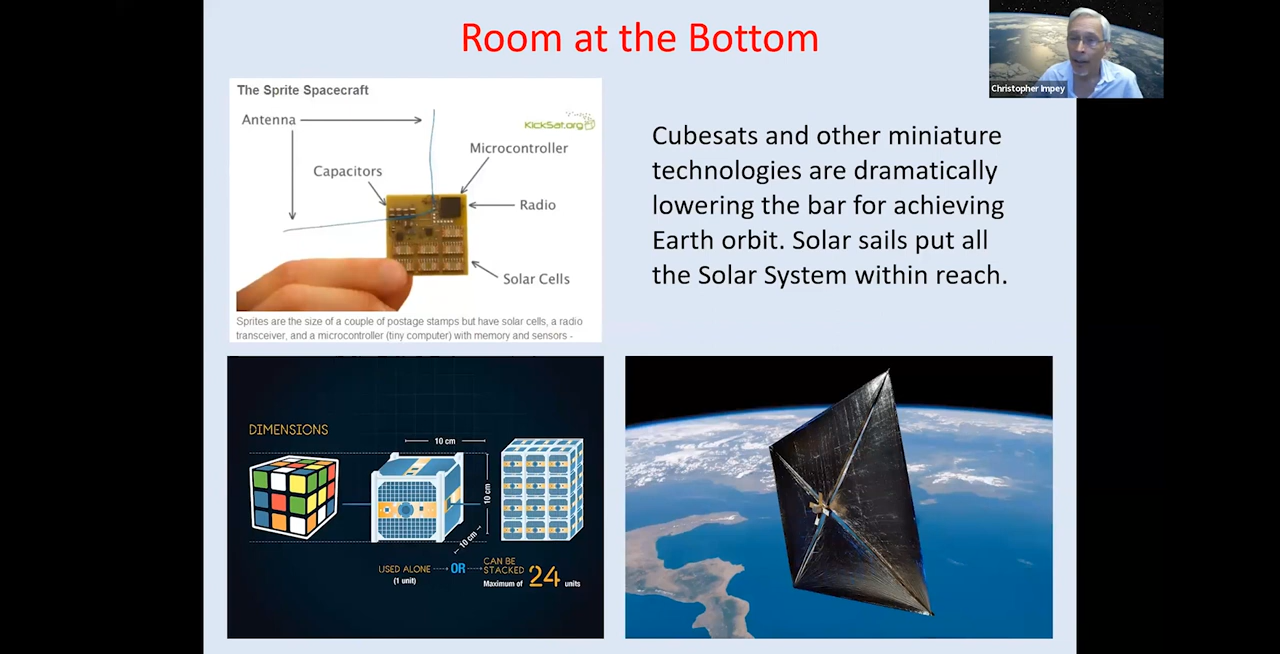 Room at the Bottom
Christopher Impey
The Sprite Spacecraft
Antenna
KickSat.org
Microcontroller
Capacitors
Radio
Solar Cells
Sprites are the size of a couple of postage stamps but have solar cells, a radio
transceiver, and a microcontroller (tiny computer) with memory and sensors -
Cubesats and other miniature
technologies are dramatically
lowering the bar for achieving
Earth orbit. Solar sails put all
the Solar System within reach.
DIMENSIONS
10 cm
10 cm
10 cm
USED ALONE
(1 unit)
OR
CAN BE
STACKED
Maximum of 24 units